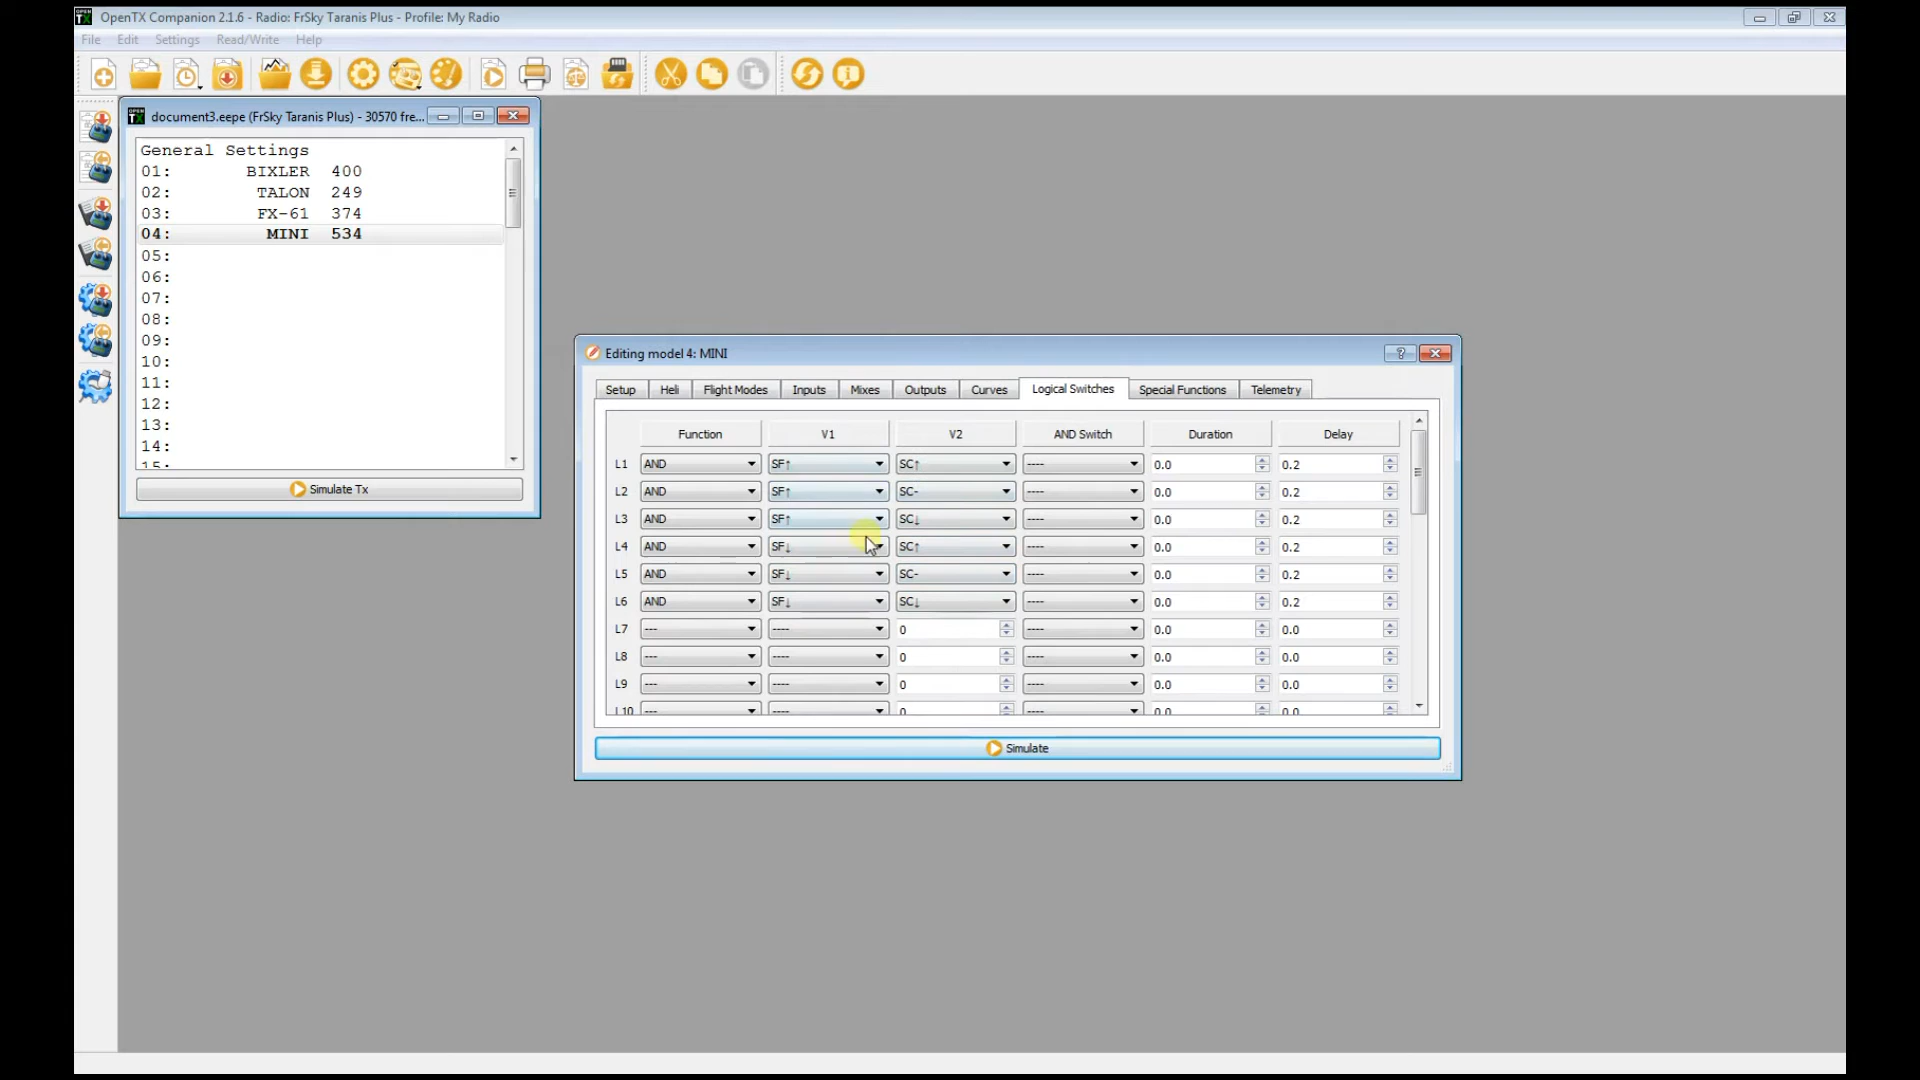 OpenTX Companion 2.1.6 - Radio: FrSky Taranis Plus - Profile: My Radio
File Edit Settings Read/Write Help
document3.eepe (FrSky Taranis Plus) - 30570 fre...
General Settings
01: BIXLER 400
02: TALON 249
03: FX-61 374
04: MINI 534
05:
06:
07:
08:
09:
10:
11:
12:
13:
14:
15:
Simulate Tx
Editing model 4: MINI
Setup Heli Flight Modes Inputs Mixes Outputs Curves Logical Switches Special Functions Telemetry
Function V1 V2 AND Switch Duration Delay
L1 AND SF↑ SC↑ ---- 0.0 0.2
L2 AND SF↑ SC- ---- 0.0 0.2
L3 AND SF↑ SC↓ ---- 0.0 0.2
L4 AND SF↓ SC↑ ---- 0.0 0.2
L5 AND SF↓ SC- ---- 0.0 0.2
L6 AND SF↓ SC↓ ---- 0.0 0.2
L7 --- ---- 0 ---- 0.0 0.0
L8 --- ---- 0 ---- 0.0 0.0
L9 --- ---- 0 ---- 0.0 0.0
L10 --- ---- 0 ---- 0.0 0.0
Simulate